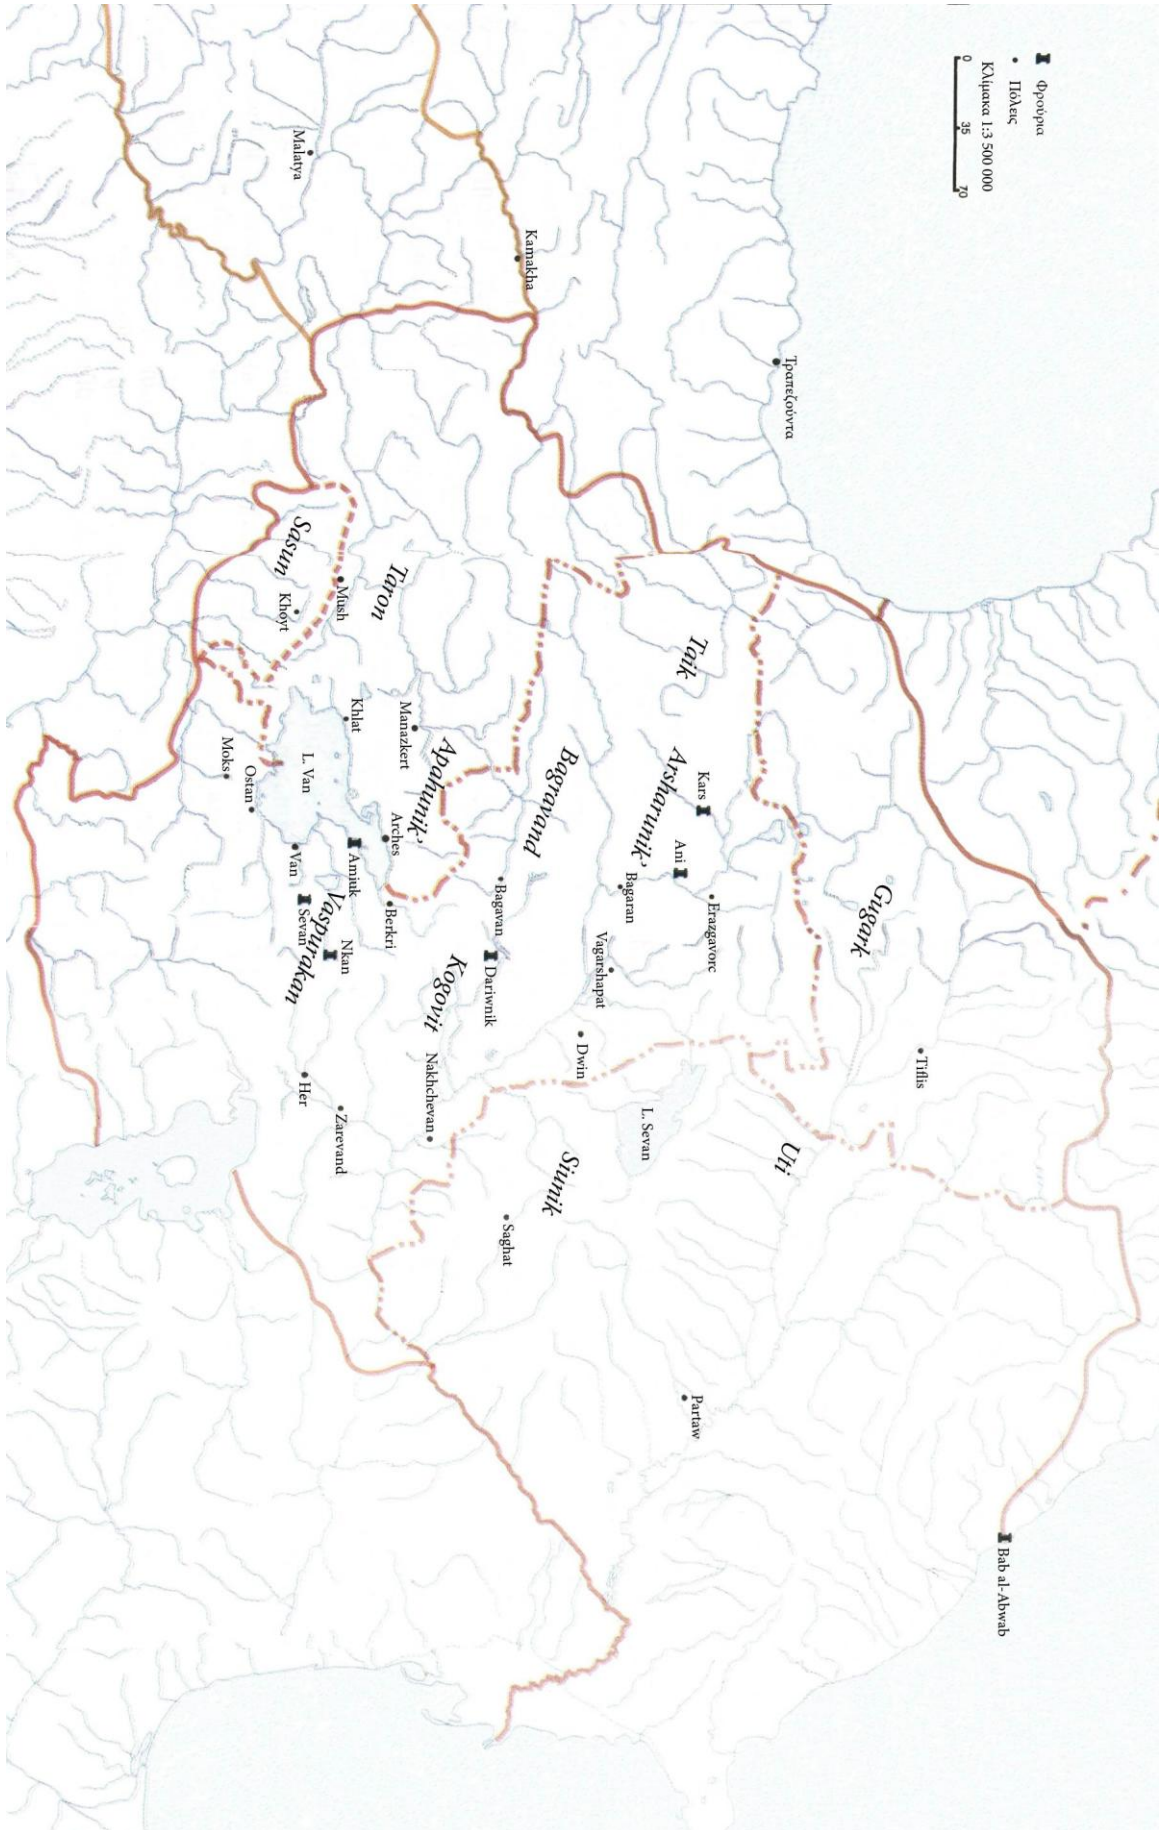 Φρούρια
Πόλεις
Κλίμακα 1:3 500 000
0 35 70
Τραπεζούντα
Kamakha
Malatya
Bab al-Abwab
Tiflis
Gugark
Uti
Taik
Kars
Ani
Erazgavorc
Arsharunik’
Bagaran
Vagarshapat
Dwin
L. Sevan
Partaw
Siunik
Saghat
Bagravand
Bagavan
Dariwnik
Kogovit
Nakhchevan
Apahunik’
Manazkert
Taron
Mush
Sasun
Khoyt
Khlat
Arches
Berkri
L. Van
Amiuk
Van
Vaspurakan
Sevan
Nkan
Zarevand
Her
Ostan
Moks